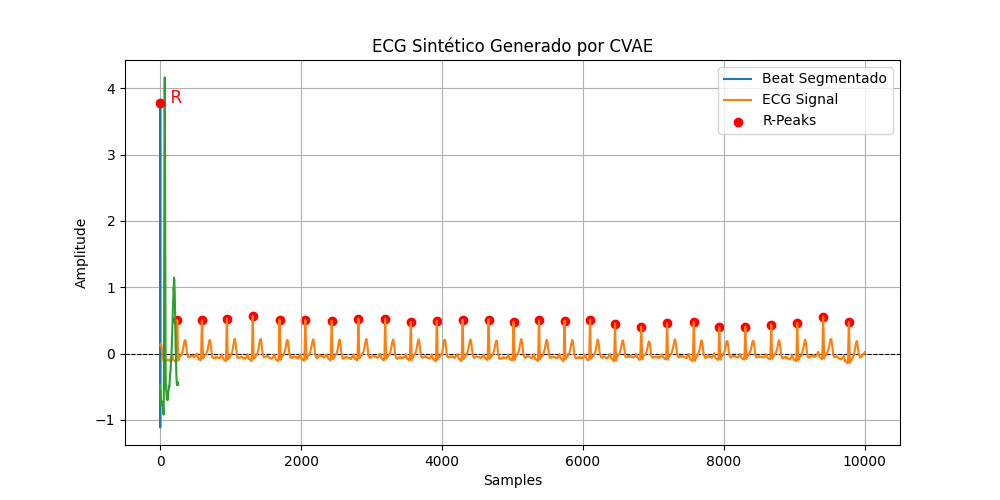 ECG Sintético Generado por CVAE
Beat Segmentado
ECG Signal
R-Peaks
R
Amplitude
4
3
2
1
0
−1
0
2000
4000
6000
8000
10000
Samples